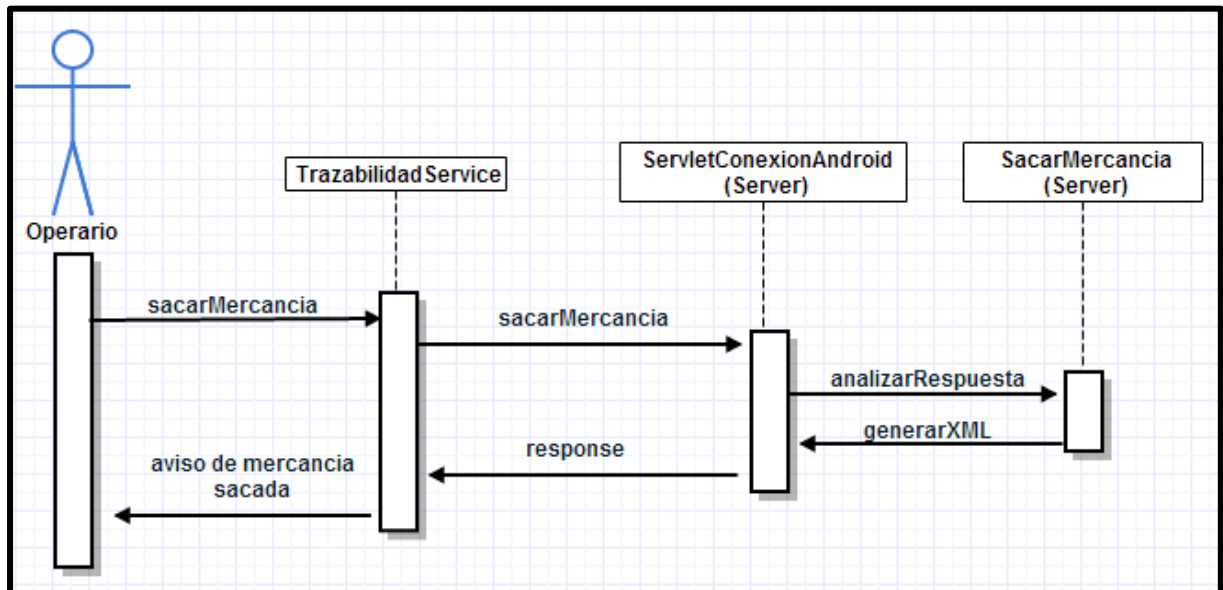 ServletConexionAndroid
(Server)
SacarMercancia
(Server)
TrazabilidadService
Operario
sacarMercancia
sacarMercancia
analizarRespuesta
generarXML
response
aviso de mercancia
sacada